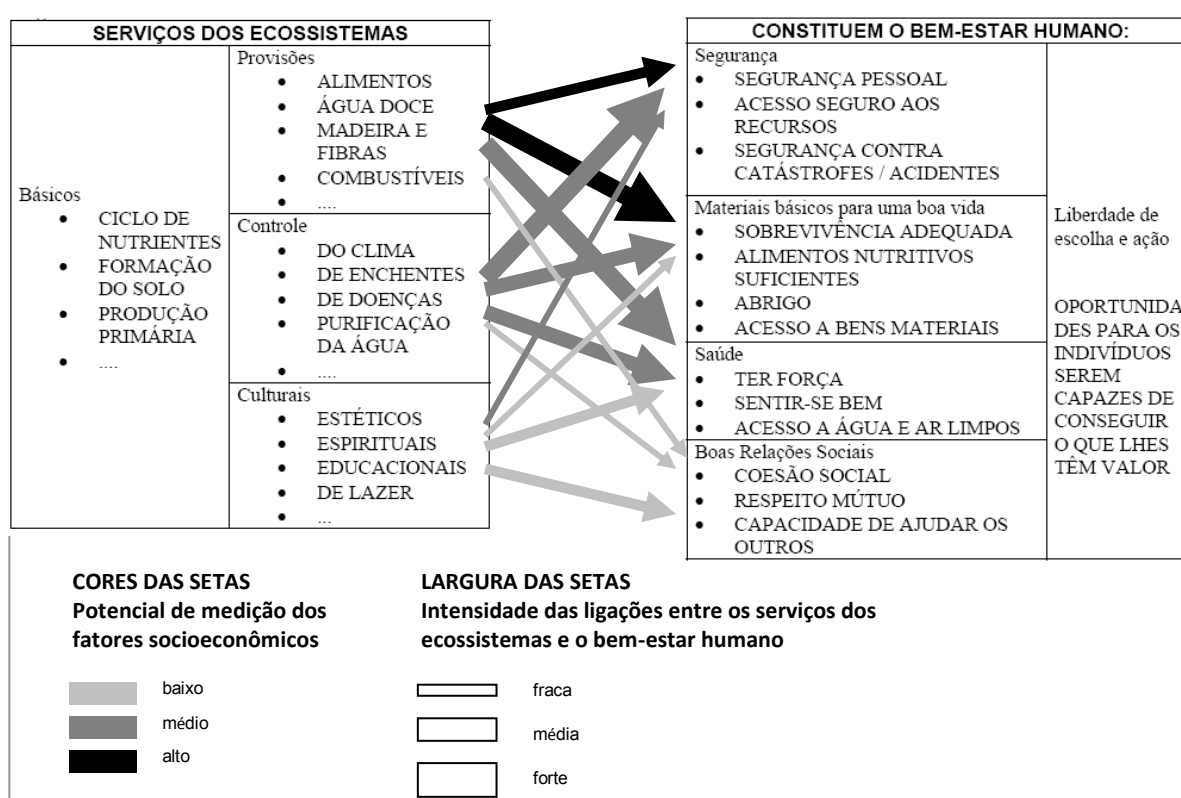 SERVIÇOS DOS ECOSSISTEMAS
Básicos
• CICLO DE
NUTRIENTES
• FORMAÇÃO
DO SOLO
• PRODUÇÃO
PRIMÁRIA
• ....
Provisões
• ALIMENTOS
• ÁGUA DOCE
• MADEIRA E
FIBRAS
• COMBUSTÍVEIS
• ....
Controle
• DO CLIMA
• DE ENCHENTES
• DE DOENÇAS
• PURIFICAÇÃO
DA ÁGUA
• ....
Culturais
• ESTÉTICOS
• ESPIRITUAIS
• EDUCACIONAIS
• DE LAZER
• ...
CONSTITUEM O BEM-ESTAR HUMANO:
Segurança
• SEGURANÇA PESSOAL
• ACESSO SEGURO AOS
RECURSOS
• SEGURANÇA CONTRA
CATÁSTROFES / ACIDENTES
Materiais básicos para uma boa vida
• SOBREVIVÊNCIA ADEQUADA
• ALIMENTOS NUTRITIVOS
SUFICIENTES
• ABRIGO
• ACESSO A BENS MATERIAIS
Saúde
• TER FORÇA
• SENTIR-SE BEM
• ACESSO A ÁGUA E AR LIMPOS
Boas Relações Sociais
• COESÃO SOCIAL
• RESPEITO MÚTUO
• CAPACIDADE DE AJUDAR OS
OUTROS
Liberdade de
escolha e ação
OPORTUNIDA
DES PARA OS
INDIVÍDUOS
SEREM
CAPAZES DE
CONSEGUIR
O QUE LHES
TÊM VALOR
CORES DAS SETAS
Potencial de medição dos
fatores socioeconômicos
baixo
médio
alto
LARGURA DAS SETAS
Intensidade das ligações entre os serviços dos
ecossistemas e o bem-estar humano
fraca
média
forte